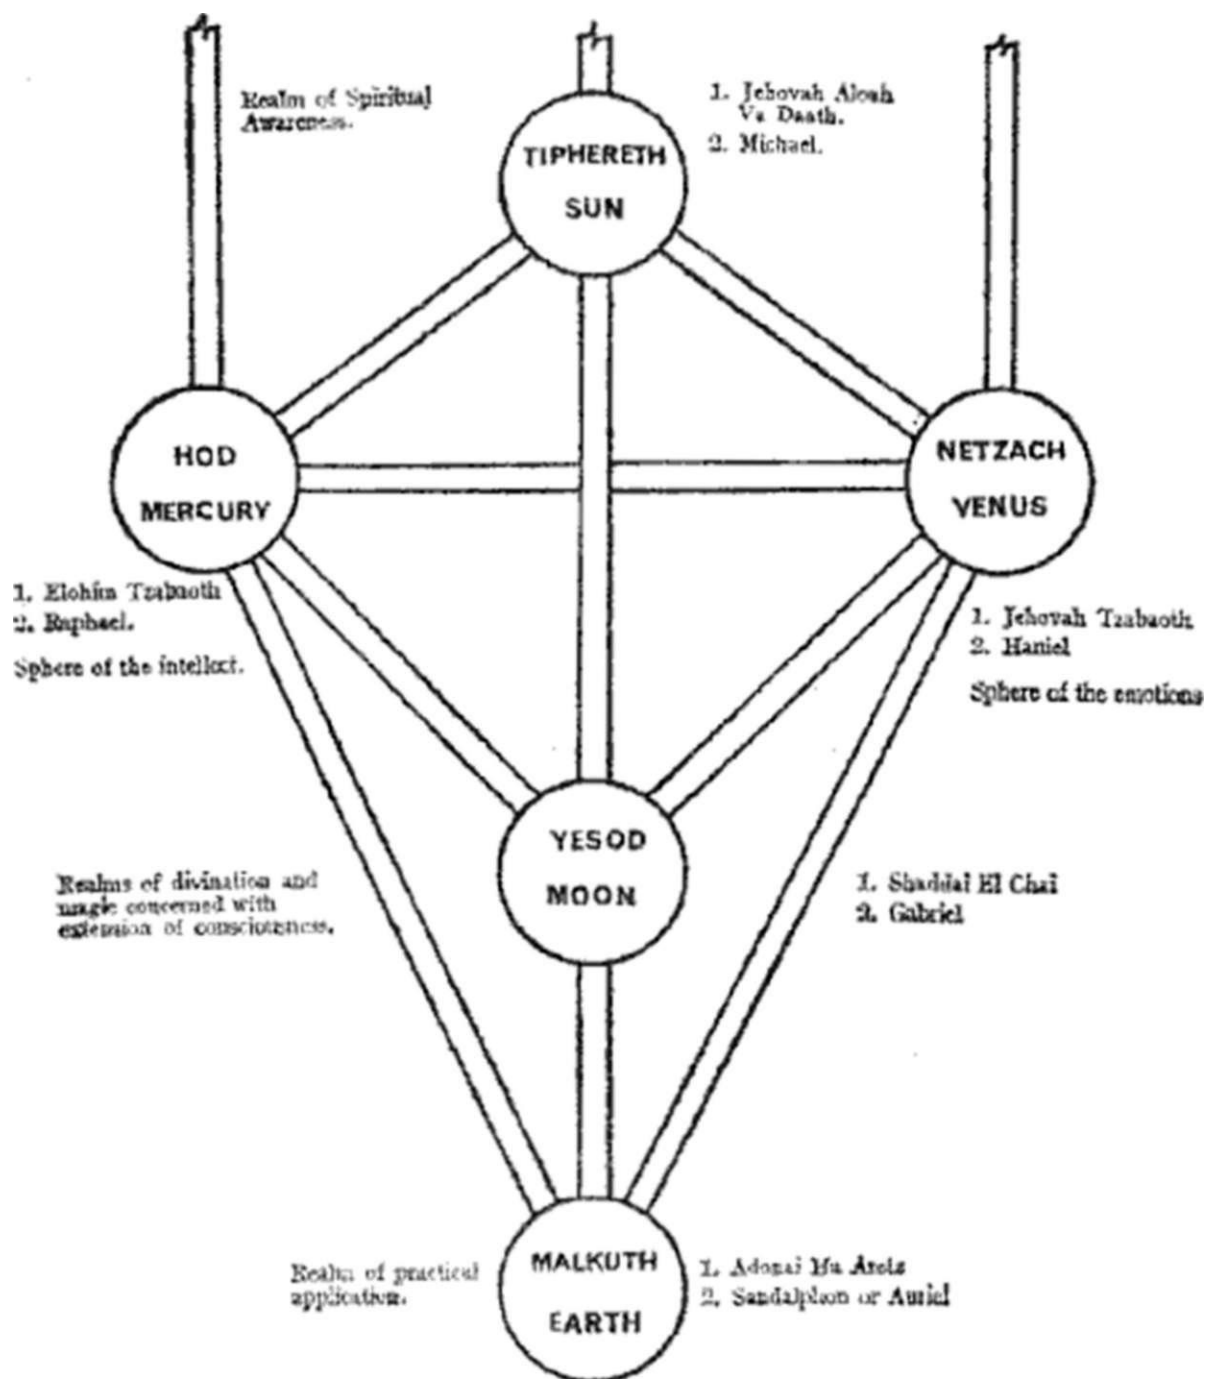 Realm of Spiritual
Awareness.
1. Jehovah Aloah
Va Daath.
2. Michael.
TIPHERETH
SUN
HOD
MERCURY
NETZACH
VENUS
1. Elohim Tzabaoth
2. Raphael.
Sphere of the intellect.
1. Jehovah Tzabaoth
2. Haniel
Sphere of the emotions
YESOD
MOON
Realms of divination and
magic concerned with
extension of consciousness.
1. Shaddai El Chai
2. Gabriel
MALKUTH
EARTH
Realm of practical
application.
1. Adonai Ha Aretz
2. Sandalphon or Auriel